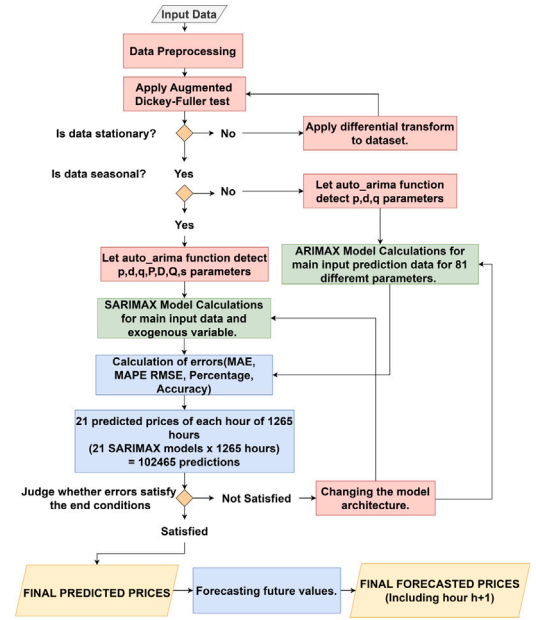 Input Data
Data Preprocessing
Apply Augmented
Dickey-Fuller test
Is data stationary?
No
Apply differential transform
to dataset.
Yes
Is data seasonal?
No
Let auto_arima function
detect p,d,q parameters
Yes
Let auto_arima function detect
p,d,q,P,D,Q,s parameters
ARIMAX Model Calculations for
main input prediction data for 81
differemt parameters.
SARIMAX Model Calculations
for main input data and
exogenous variable.
Calculation of errors(MAE,
MAPE RMSE, Percentage,
Accuracy)
21 predicted prices of each hour of 1265
hours
(21 SARIMAX models x 1265 hours)
= 102465 predictions
Judge whether errors satisfy
the end conditions
Not Satisfied
Changing the model
architecture.
Satisfied
FINAL PREDICTED PRICES
Forecasting future values.
FINAL FORECASTED PRICES
(Including hour h+1)